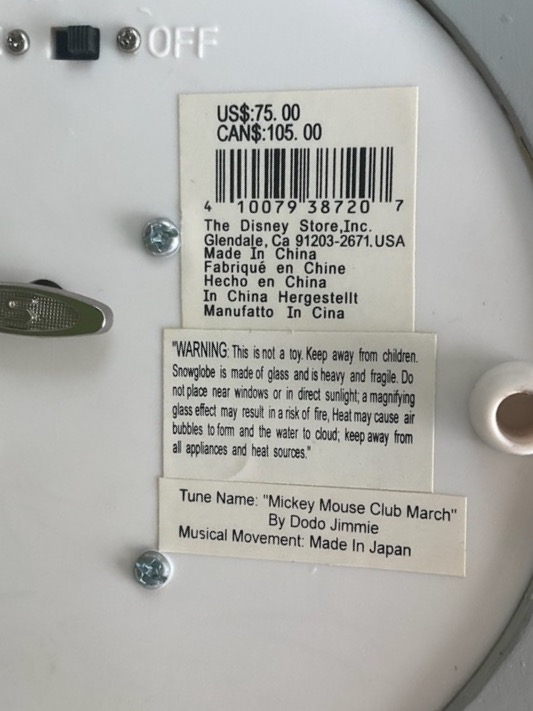 OFF
US$:75.00
CAN$:105.00
4 10079 38720 7
The Disney Store,Inc.
Glendale, Ca 91203-2671.USA
Made In China
Fabriqué en Chine
Hecho en China
In China Hergestellt
Manufatto In Cina
"WARNING: This is not a toy. Keep away from children.
Snowglobe is made of glass and is heavy and fragile. Do
not place near windows or in direct sunlight; a magnifying
glass effect may result in a risk of fire, Heat may cause air
bubbles to form and the water to cloud; keep away from
all appliances and heat sources."
Tune Name: "Mickey Mouse Club March"
By Dodo Jimmie
Musical Movement: Made In Japan